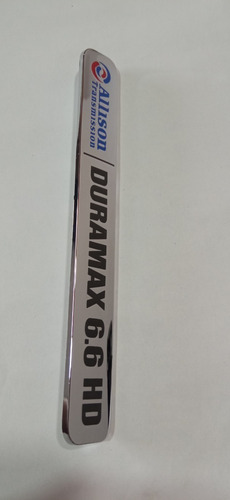 Allison
Transmission
DURAMAX 6.6 HD